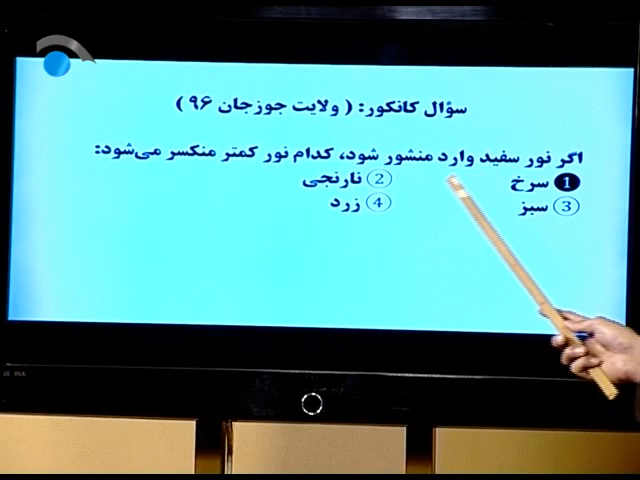 سؤال کانکور: ( ولایت جوزجان ۹۶ )
اگر نور سفید وارد منشور شود، کدام نور کمتر منکسر می‌شود:
1 سرخ 2 نارنجی
3 سبز 4 زرد